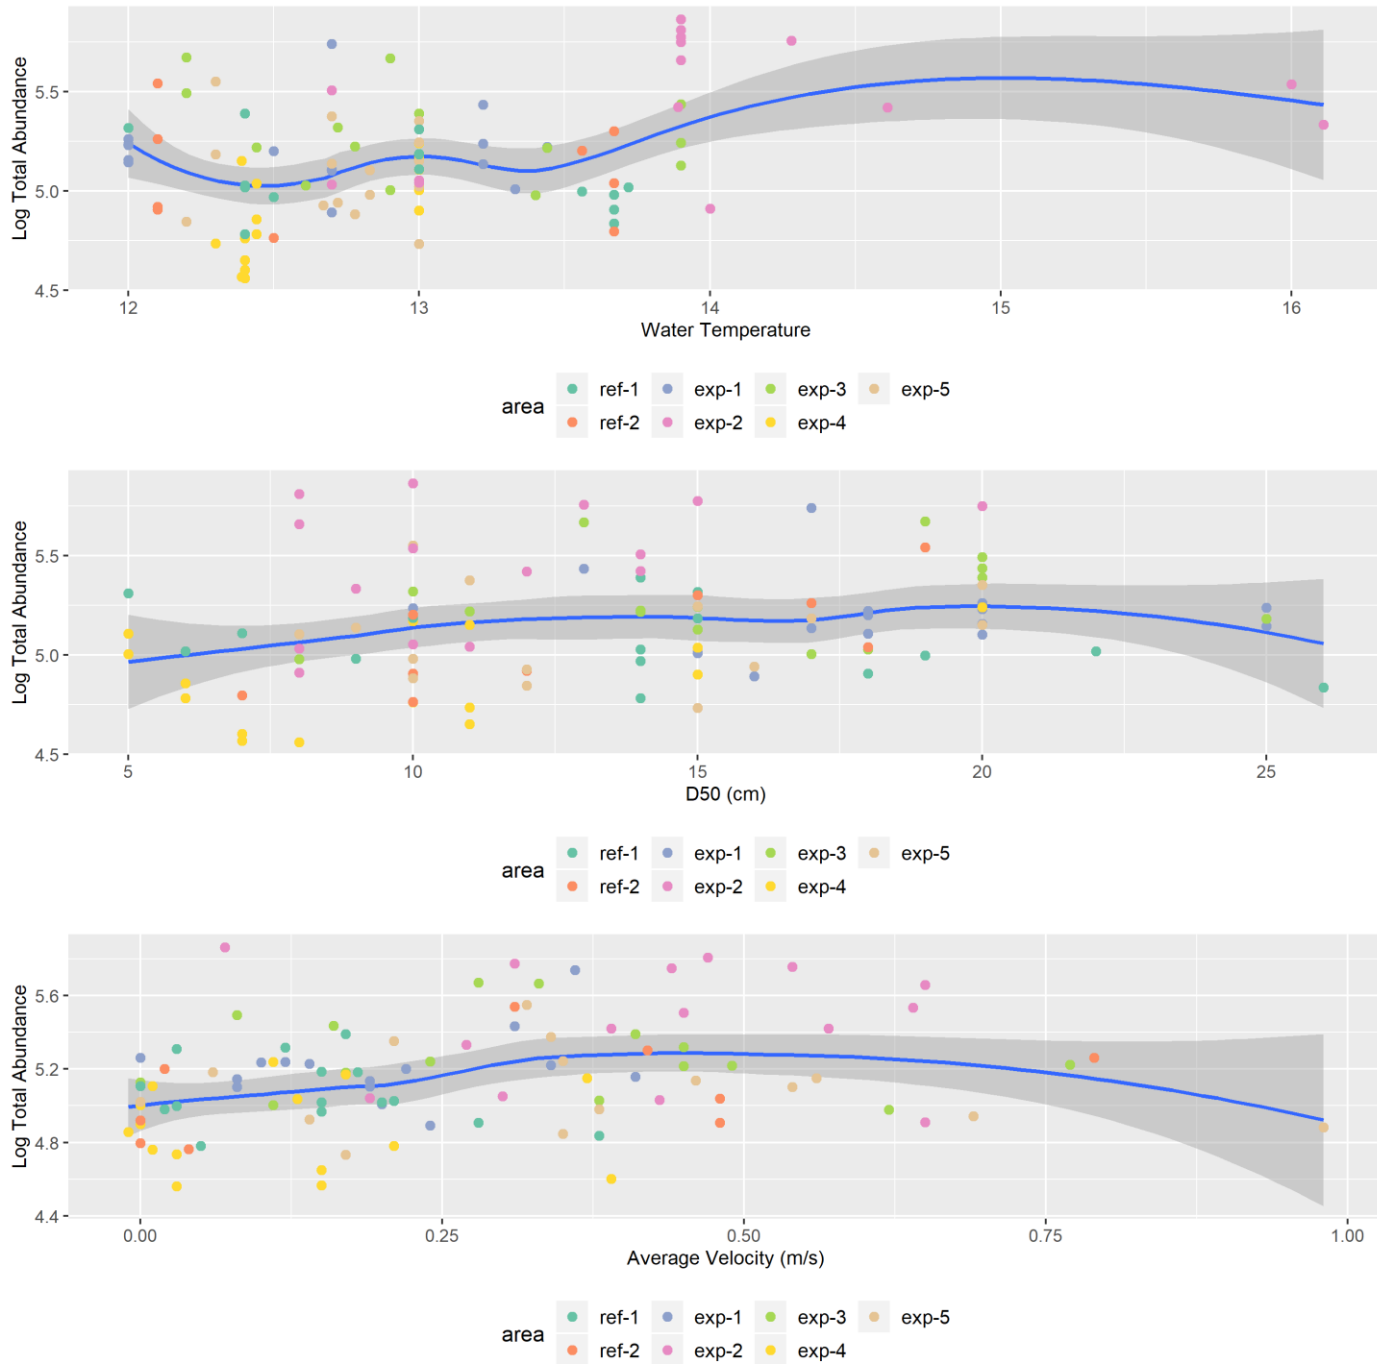 Log Total Abundance
5.5
5.0
4.5
12 13 14 15 16
Water Temperature
area
ref-1 exp-1 exp-3 exp-5
ref-2 exp-2 exp-4
Log Total Abundance
5.5
5.0
4.5
5 10 15 20 25
D50 (cm)
area
ref-1 exp-1 exp-3 exp-5
ref-2 exp-2 exp-4
Log Total Abundance
5.6
5.2
4.8
4.4
0.00 0.25 0.50 0.75 1.00
Average Velocity (m/s)
area
ref-1 exp-1 exp-3 exp-5
ref-2 exp-2 exp-4